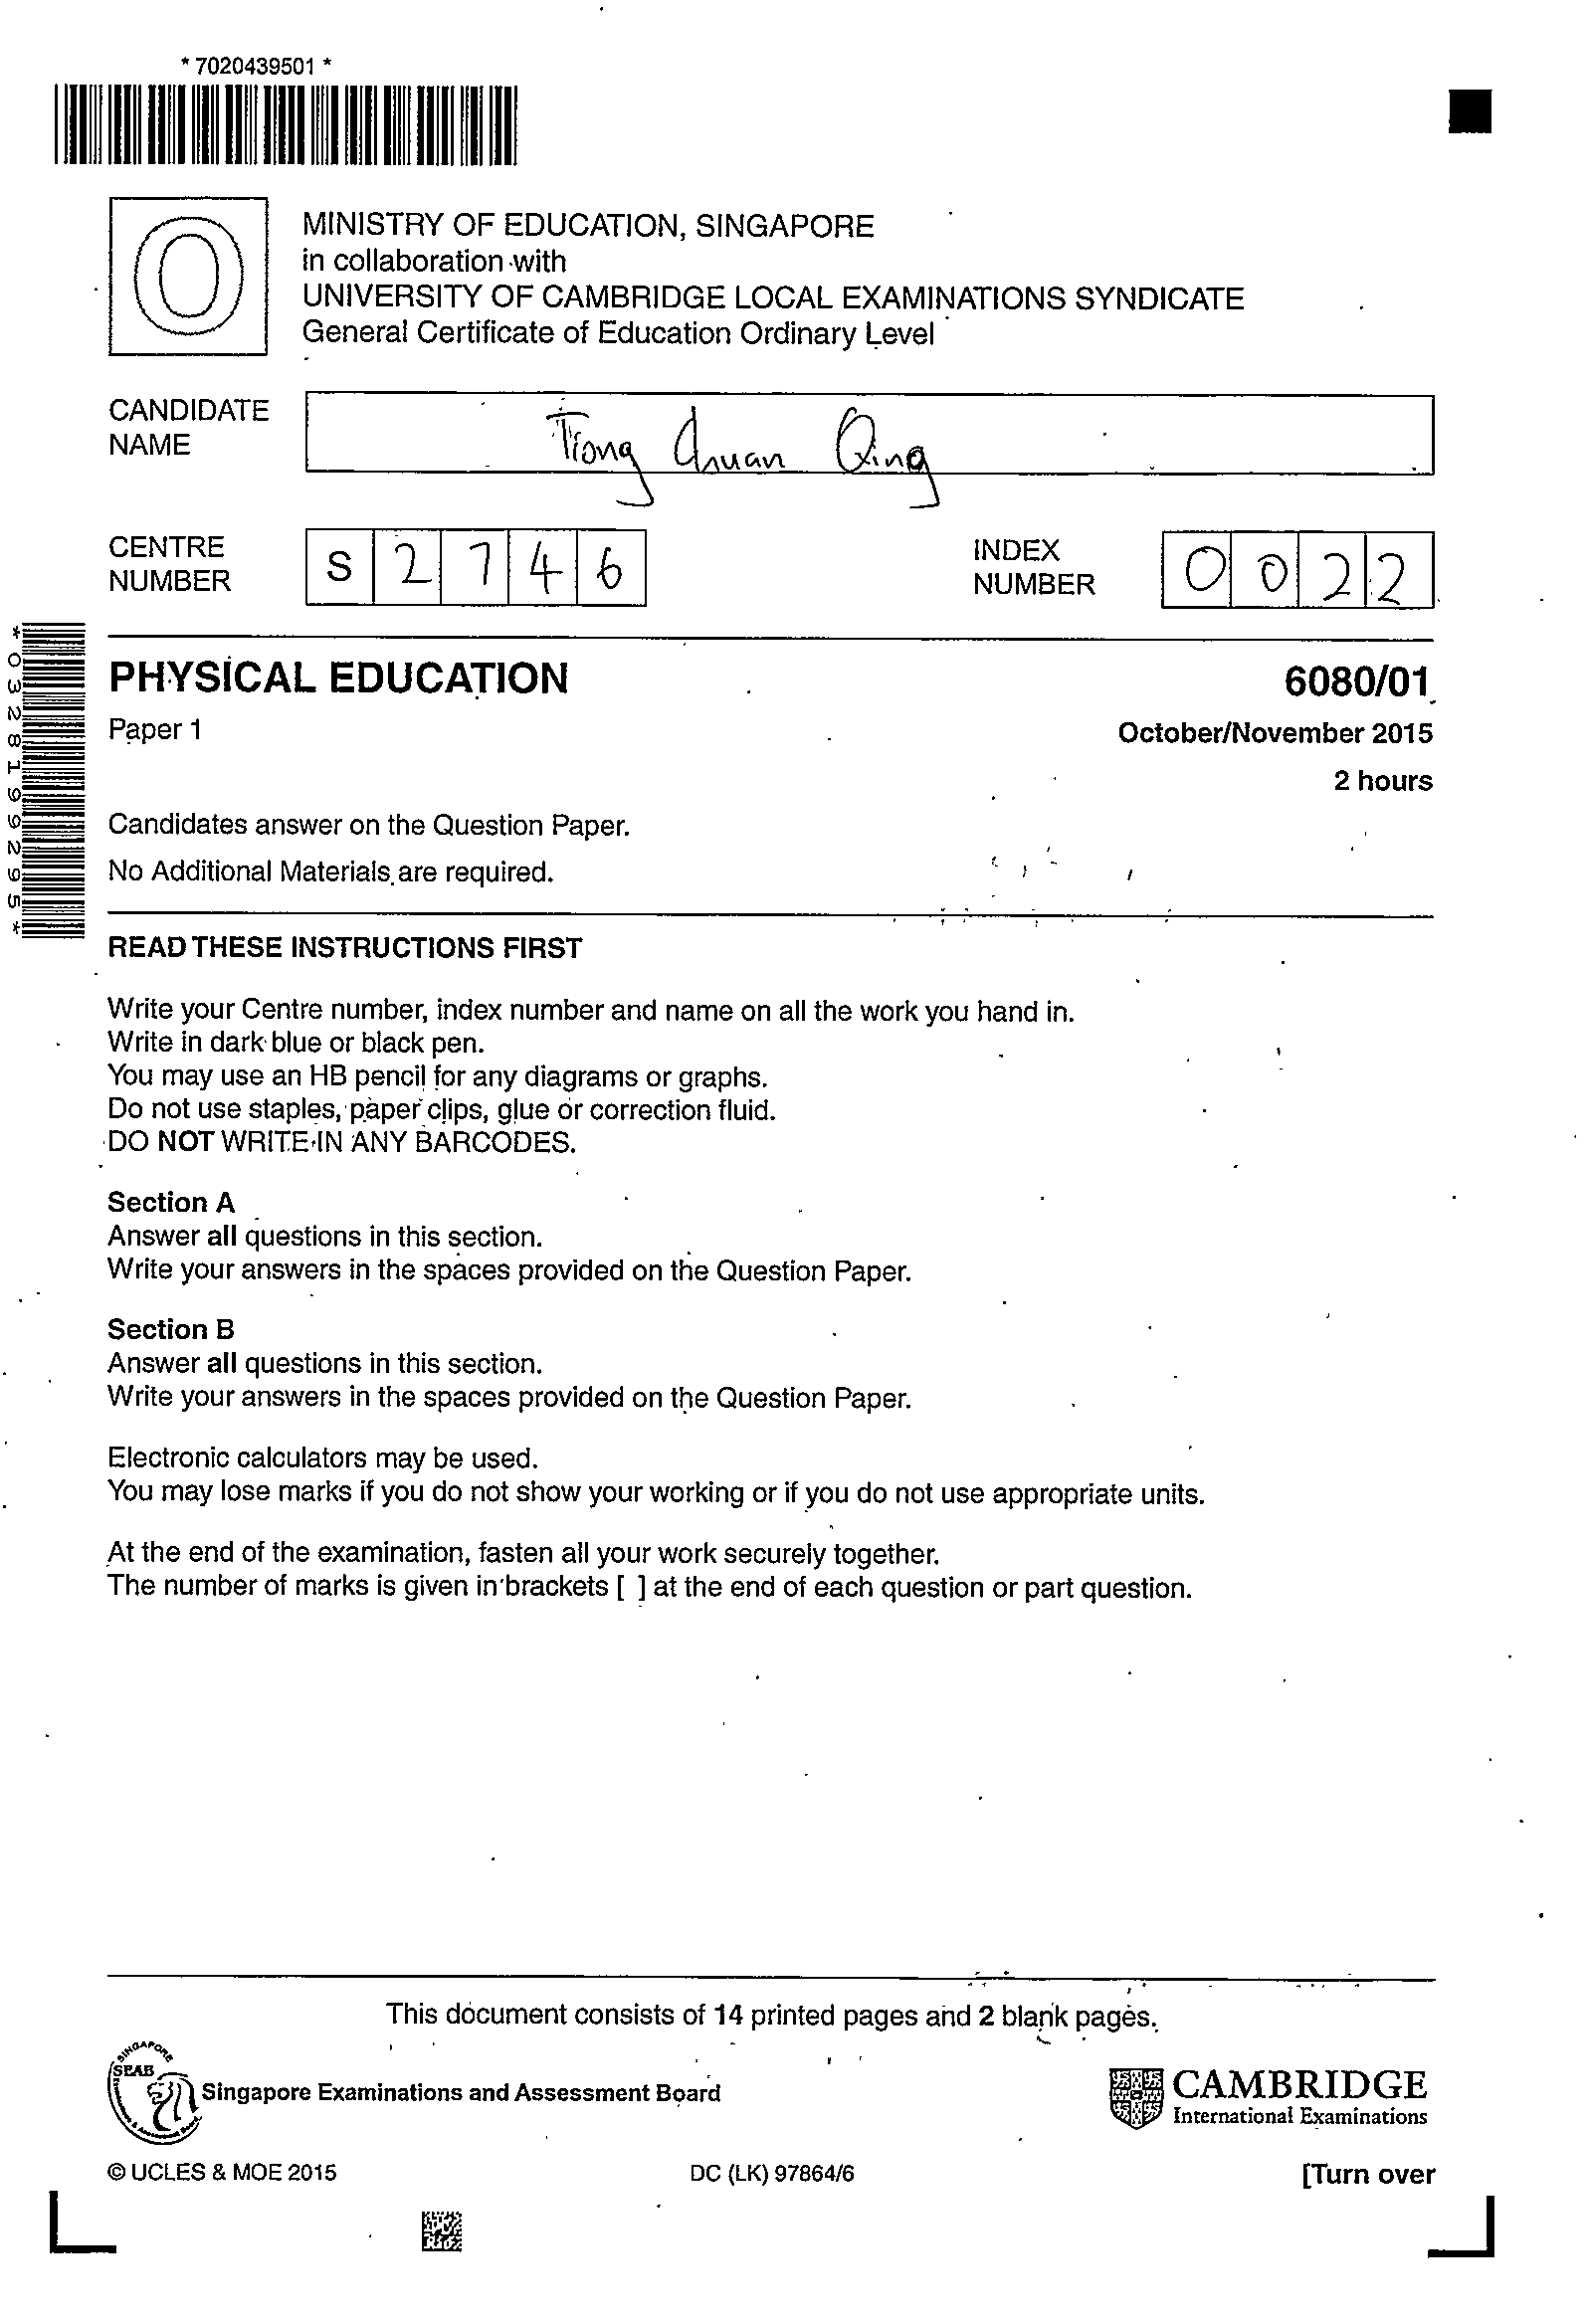 * 7020439501 *
O
MINISTRY OF EDUCATION, SINGAPORE
in collaboration with
UNIVERSITY OF CAMBRIDGE LOCAL EXAMINATIONS SYNDICATE
General Certificate of Education Ordinary Level
CANDIDATE
NAME
Tiong Chuan Qing
CENTRE
NUMBER
S 2 7 4 6
INDEX
NUMBER
0 0 2 2
*0328199295*
PHYSICAL EDUCATION
6080/01
Paper 1
October/November 2015
2 hours
Candidates answer on the Question Paper.
No Additional Materials are required.
READ THESE INSTRUCTIONS FIRST
Write your Centre number, index number and name on all the work you hand in.
Write in dark blue or black pen.
You may use an HB pencil for any diagrams or graphs.
Do not use staples, paper clips, glue or correction fluid.
DO NOT WRITE IN ANY BARCODES.
Section A
Answer all questions in this section.
Write your answers in the spaces provided on the Question Paper.
Section B
Answer all questions in this section.
Write your answers in the spaces provided on the Question Paper.
Electronic calculators may be used.
You may lose marks if you do not show your working or if you do not use appropriate units.
At the end of the examination, fasten all your work securely together.
The number of marks is given in brackets [ ] at the end of each question or part question.
This document consists of 14 printed pages and 2 blank pages.
SINGAPORE
SEAB
Singapore Examinations and Assessment Board
CAMBRIDGE
International Examinations
© UCLES & MOE 2015
DC (LK) 97864/6
[Turn over